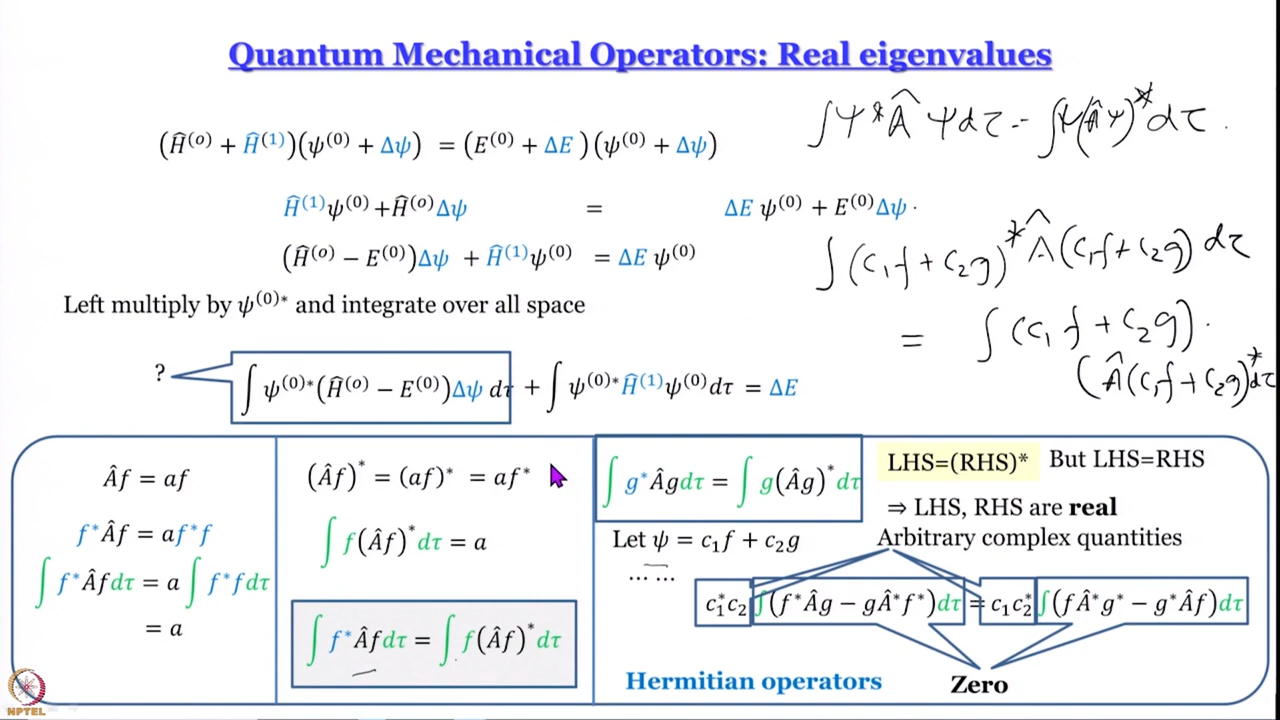 Quantum Mechanical Operators: Real eigenvalues
(Ĥ⁽ᵒ⁾ + Ĥ⁽¹⁾)(ψ⁽⁰⁾ + Δψ) = (E⁽⁰⁾ + ΔE )(ψ⁽⁰⁾ + Δψ)
Ĥ⁽¹⁾ψ⁽⁰⁾+Ĥ⁽ᵒ⁾Δψ = ΔE ψ⁽⁰⁾ + E⁽⁰⁾Δψ
(Ĥ⁽ᵒ⁾ − E⁽⁰⁾)Δψ + Ĥ⁽¹⁾ψ⁽⁰⁾ = ΔE ψ⁽⁰⁾
Left multiply by ψ⁽⁰⁾* and integrate over all space
? ∫ψ⁽⁰⁾*(Ĥ⁽ᵒ⁾ − E⁽⁰⁾)Δψ dτ + ∫ψ⁽⁰⁾*Ĥ⁽¹⁾ψ⁽⁰⁾dτ = ΔE
∫ψ* Â ψ dτ = ∫ψ(Âψ)* dτ
∫(c₁f + c₂g)* Â (c₁f + c₂g) dτ
= ∫(c₁f + c₂g).
(Â(c₁f + c₂g)* dτ
Âf = af
f*Âf = af*f
∫f*Âfdτ = a∫f*fdτ
= a
(Âf)* = (af)* = af*
∫f(Âf)*dτ = a
∫f*Âfdτ = ∫f(Âf)*dτ
∫g*Âgdτ = ∫g(Âg)*dτ
Let ψ = c₁f + c₂g
... ...
LHS=(RHS)* But LHS=RHS
⇒ LHS, RHS are real
Arbitrary complex quantities
c₁*c₂ ∫(f*Âg − gÂ*f*)dτ = c₁c₂* ∫(fÂ*g* − g*Âf)dτ
Hermitian operators
Zero
NPTEL